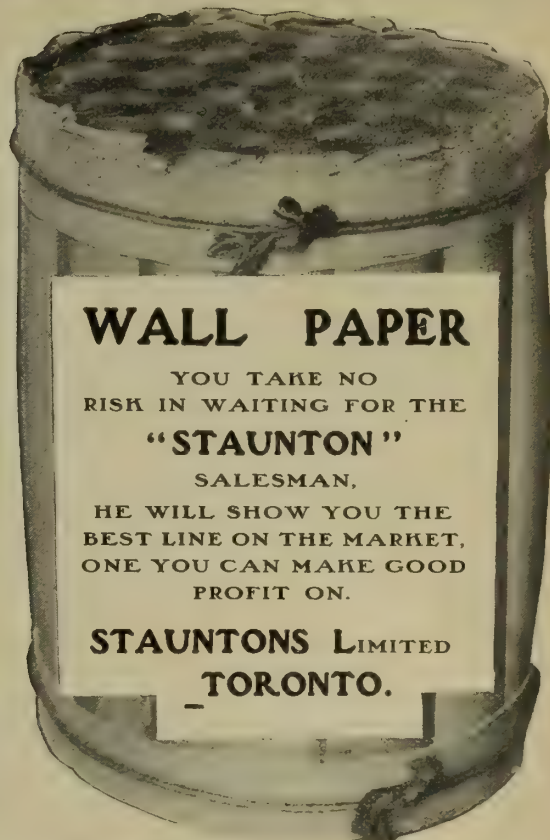 WALL PAPER
YOU TAKE NO
RISK IN WAITING FOR THE
"STAUNTON"
SALESMAN,
HE WILL SHOW YOU THE
BEST LINE ON THE MARKET,
ONE YOU CAN MAKE GOOD
PROFIT ON.
STAUNTONS LIMITED
TORONTO.